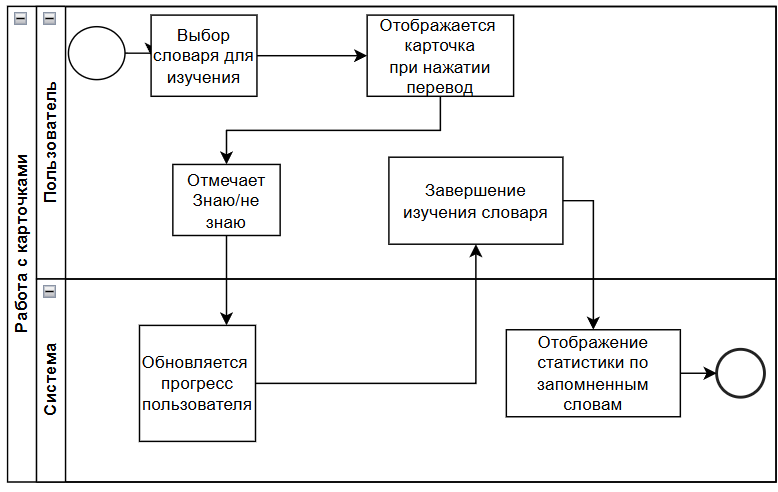 Работа с карточками
Пользователь
Выбор
словаря для
изучения
Отображается
карточка
при нажатии
перевод
Отмечает
Знаю/не
знаю
Завершение
изучения словаря
Система
Обновляется
прогресс
пользователя
Отображение
статистики по
запомненным
словам